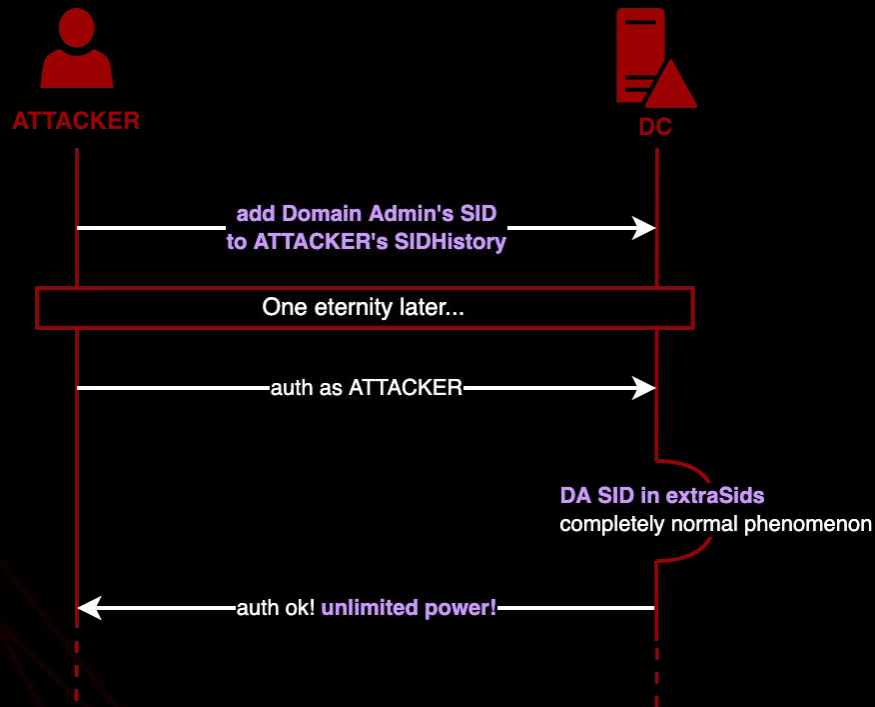 ATTACKER
DC
add Domain Admin's SID
to ATTACKER's SIDHistory
One eternity later...
auth as ATTACKER
DA SID in extraSids
completely normal phenomenon
auth ok! unlimited power!